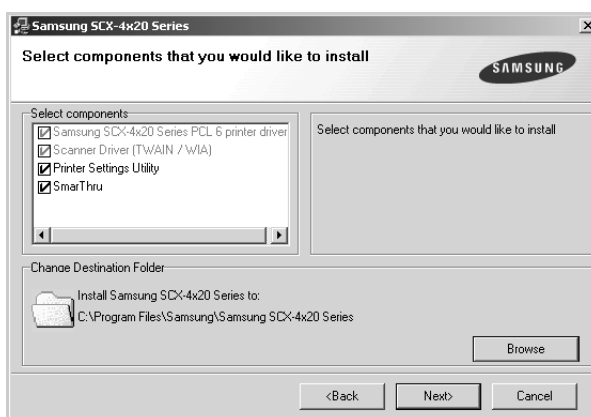 Samsung SCX-4x20 Series
Select components that you would like to install
SAMSUNG
Select components
Samsung SCX-4x20 Series PCL 6 printer driver
Scanner Driver (TWAIN / WIA)
Printer Settings Utility
SmarThru
Select components that you would like to install
Change Destination Folder
Install Samsung SCX-4x20 Series to:
C:\Program Files\Samsung\Samsung SCX-4x20 Series
Browse
<Back
Next>
Cancel